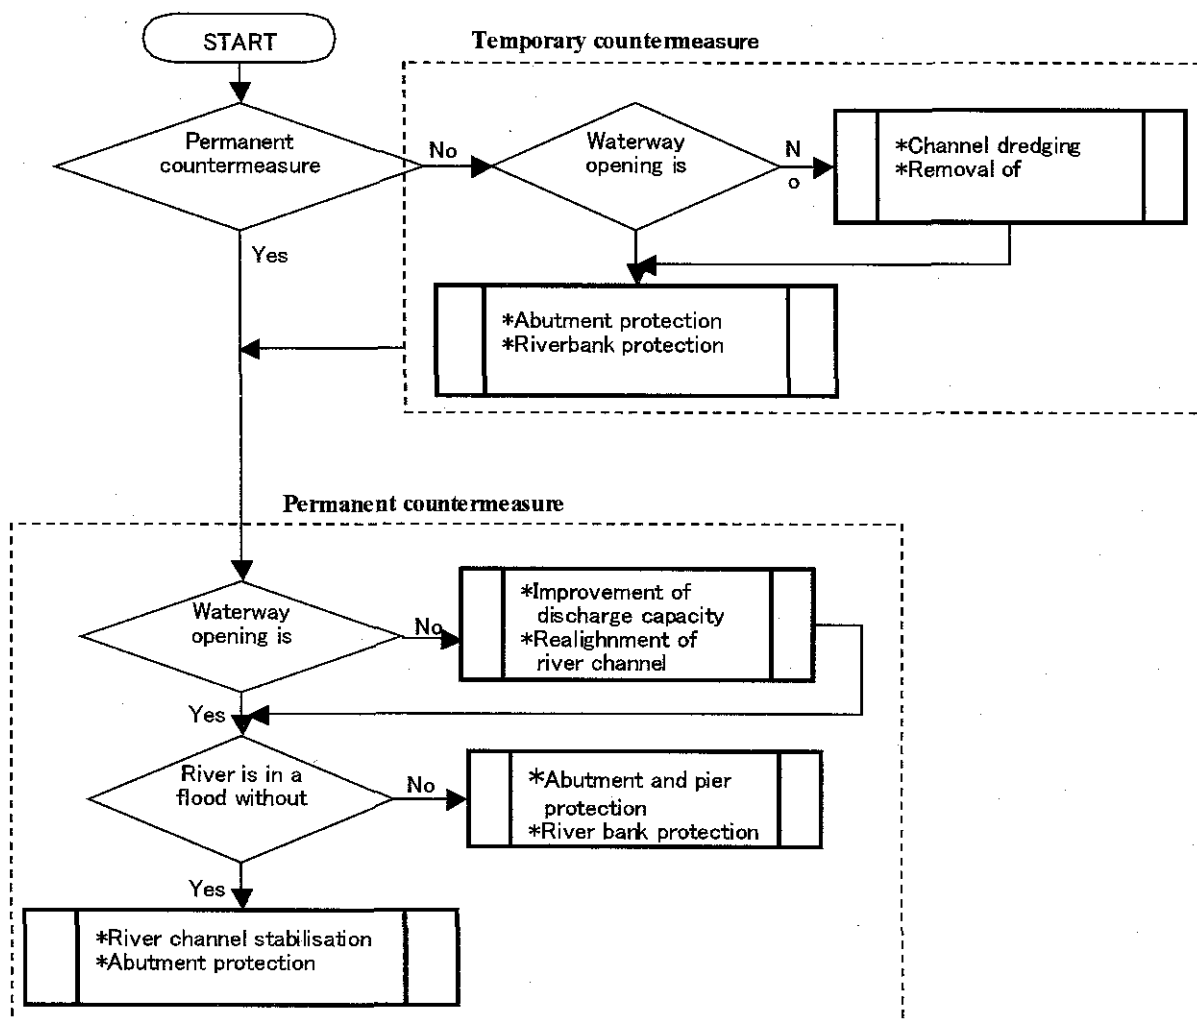 START
Temporary countermeasure
Permanent
countermeasure
No
Waterway
opening is
N
o
*Channel dredging
*Removal of
Yes
*Abutment protection
*Riverbank protection
Permanent countermeasure
Waterway
opening is
No
*Improvement of
discharge capacity
*Realighnment of
river channel
Yes
River is in a
flood without
No
*Abutment and pier
protection
*River bank protection
Yes
*River channel stabilisation
*Abutment protection